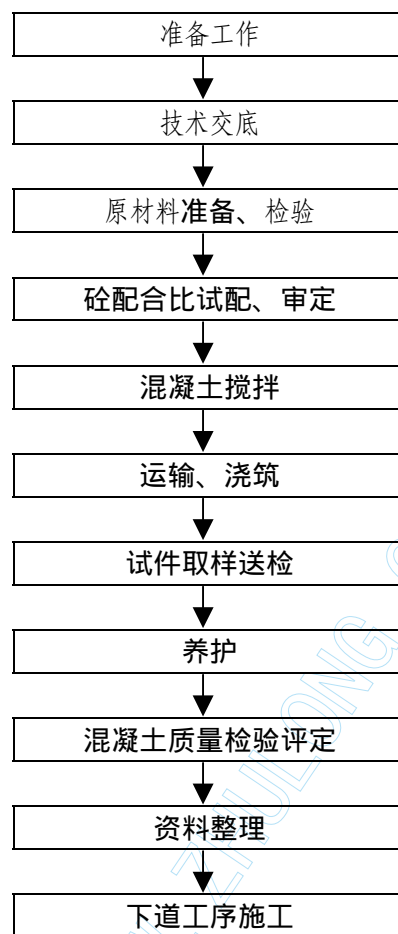 准备工作
技术交底
原材料准备、检验
砼配合比试配、审定
混凝土搅拌
运输、浇筑
试件取样送检
养护
混凝土质量检验评定
资料整理
下道工序施工
ZHULONG